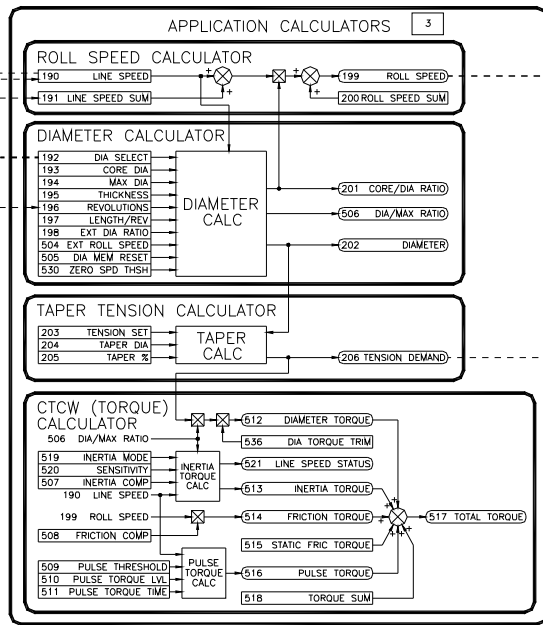 APPLICATION CALCULATORS 3
ROLL SPEED CALCULATOR
190 LINE SPEED
+
+
199 ROLL SPEED
191 LINE SPEED SUM
+
+
200 ROLL SPEED SUM
DIAMETER CALCULATOR
192 DIA SELECT
193 CORE DIA
194 MAX DIA
195 THICKNESS
196 REVOLUTIONS
197 LENGTH/REV
198 EXT DIA RATIO
504 EXT ROLL SPEED
505 DIA MEM RESET
530 ZERO SPD THSH
DIAMETER
CALC
201 CORE/DIA RATIO
506 DIA/MAX RATIO
202 DIAMETER
TAPER TENSION CALCULATOR
203 TENSION SET
204 TAPER DIA
205 TAPER %
TAPER
CALC
206 TENSION DEMAND
CTCW (TORQUE)
CALCULATOR
506 DIA/MAX RATIO
519 INERTIA MODE
520 SENSITIVITY
507 INERTIA COMP
190 LINE SPEED
INERTIA
TORQUE
CALC
199 ROLL SPEED
508 FRICTION COMP
509 PULSE THRESHOLD
510 PULSE TORQUE LVL
511 PULSE TORQUE TIME
PULSE
TORQUE
CALC
512 DIAMETER TORQUE
536 DIA TORQUE TRIM
521 LINE SPEED STATUS
513 INERTIA TORQUE
514 FRICTION TORQUE
515 STATIC FRIC TORQUE
516 PULSE TORQUE
518 TORQUE SUM
+
+
+
+
+
+
517 TOTAL TORQUE